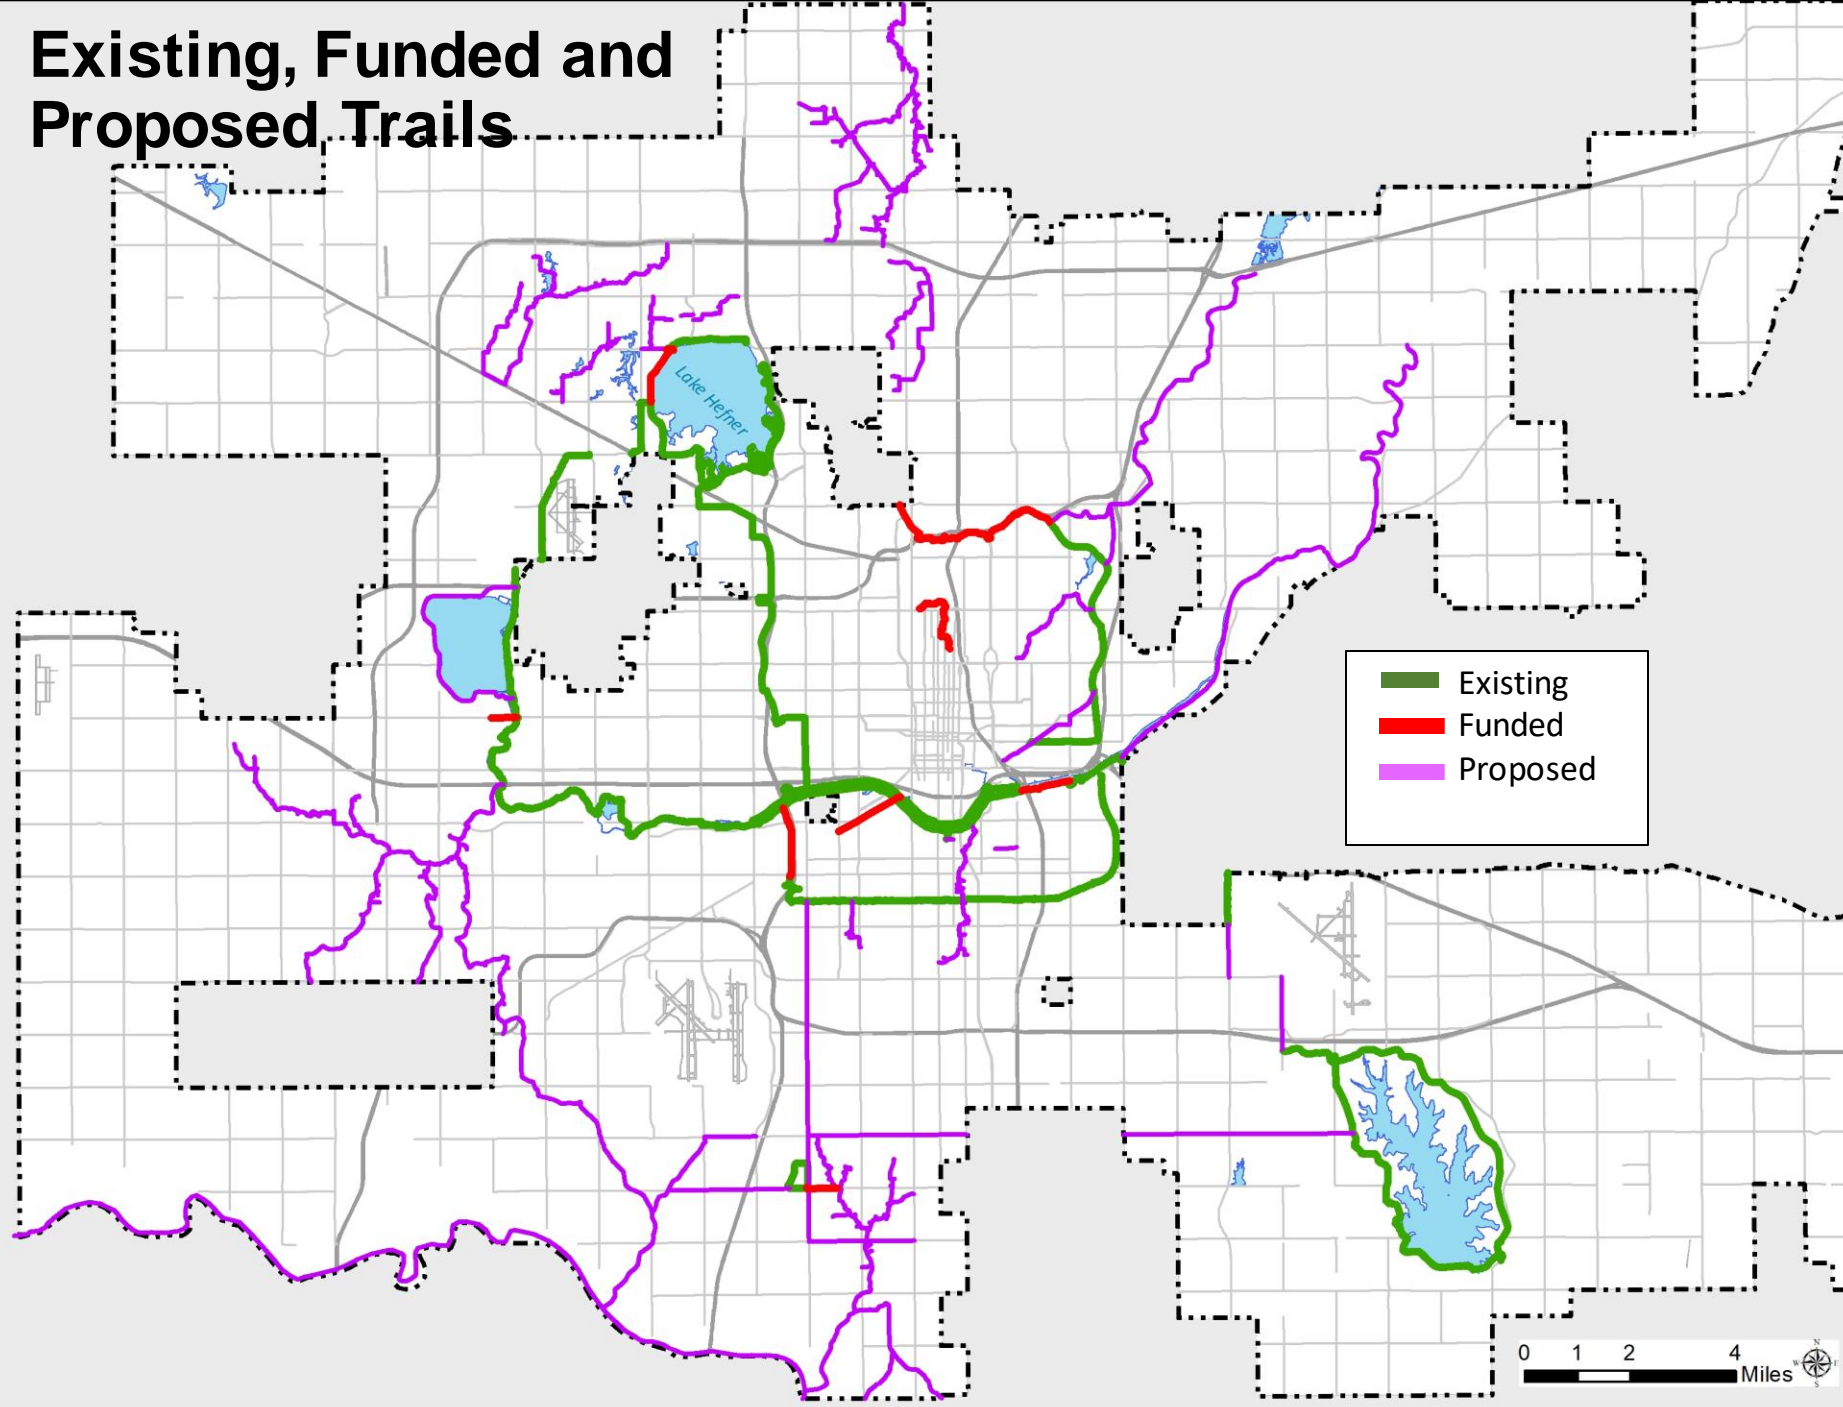 Existing, Funded and
Proposed Trails
Lake Hefner
Existing
Funded
Proposed
0 1 2 4
Miles
N
W E
S